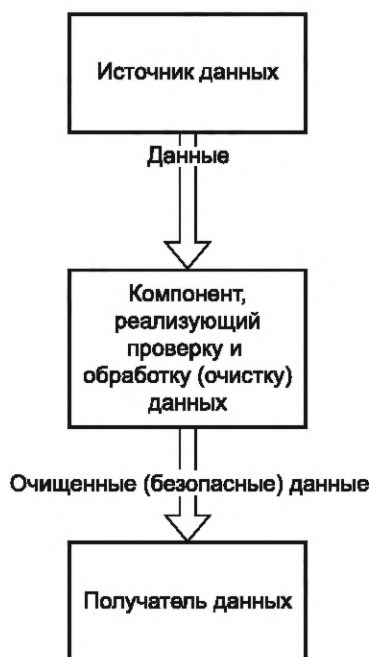 Источник данных
Данные
Компонент,
реализующий
проверку и
обработку (очистку)
данных
Очищенные (безопасные) данные
Получатель данных